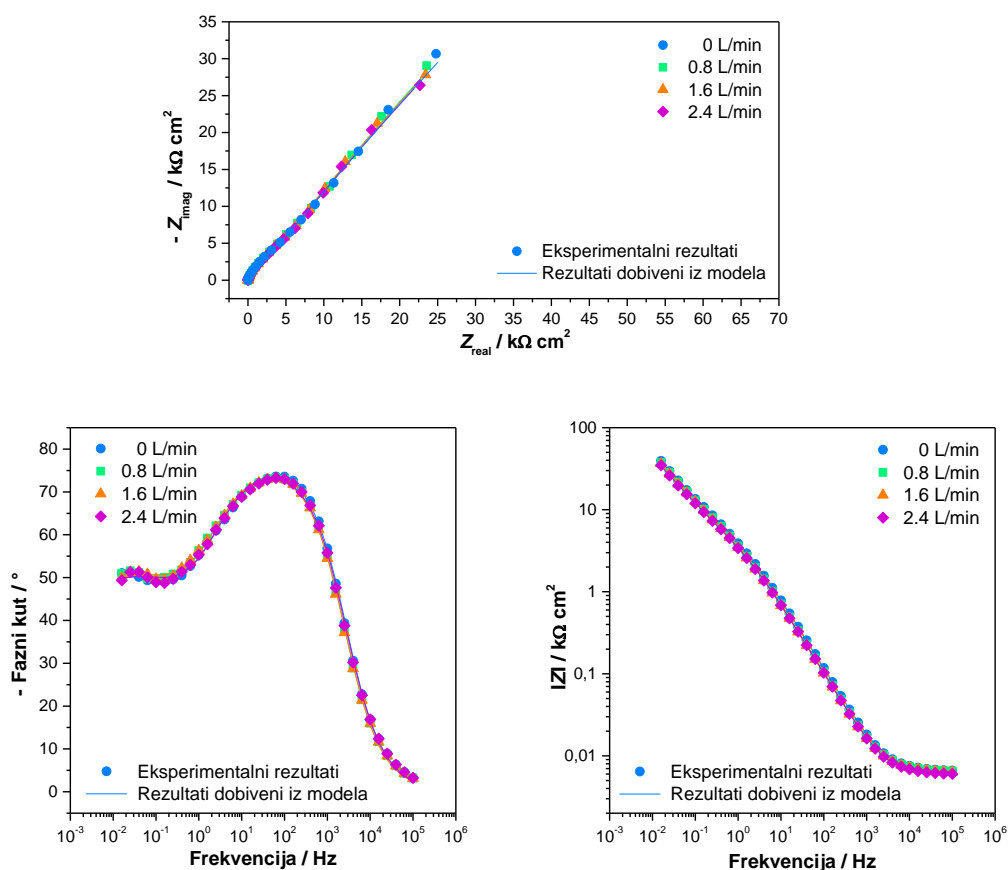 35
30
25
20
15
10
5
0
- Zimag / kΩ cm²
0 L/min
0.8 L/min
1.6 L/min
2.4 L/min
Eksperimentalni rezultati
Rezultati dobiveni iz modela
0 5 10 15 20 25 30 35 40 45 50 55 60 65 70
Zreal / kΩ cm²
80
70
60
50
40
30
20
10
0
- Fazni kut / °
0 L/min
0.8 L/min
1.6 L/min
2.4 L/min
Eksperimentalni rezultati
Rezultati dobiveni iz modela
10⁻³ 10⁻² 10⁻¹ 10⁰ 10¹ 10² 10³ 10⁴ 10⁵ 10⁶
Frekvencija / Hz
100
10
1
0,1
0,01
|Z| / kΩ cm²
0 L/min
0.8 L/min
1.6 L/min
2.4 L/min
Eksperimentalni rezultati
Rezultati dobiveni iz modela
10⁻³ 10⁻² 10⁻¹ 10⁰ 10¹ 10² 10³ 10⁴ 10⁵ 10⁶
Frekvencija / Hz